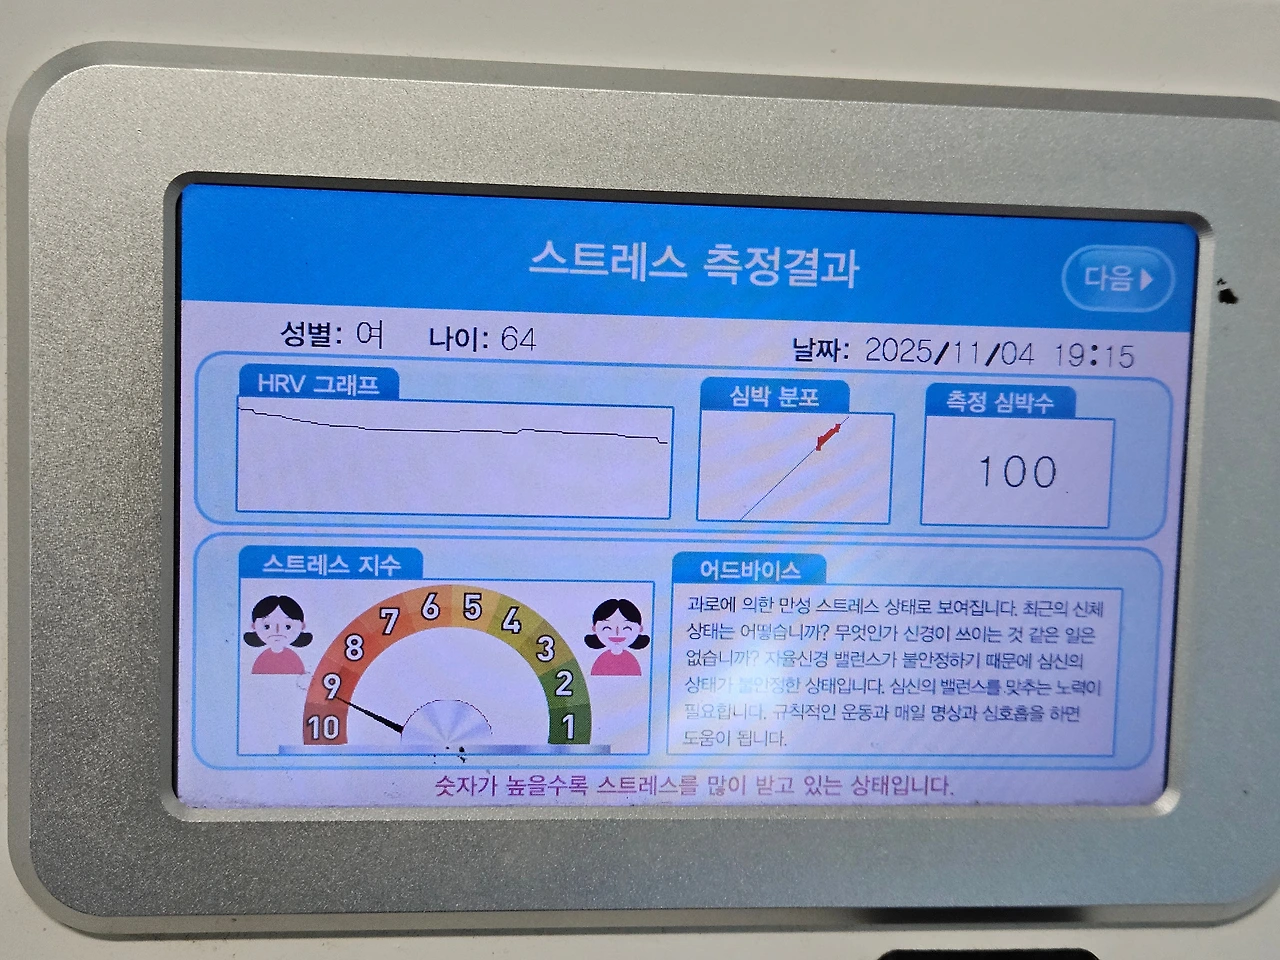 스트레스 측정결과
다음
성별: 여 나이: 64 날짜: 2025/11/04 19:15
HRV 그래프
심박 분포
측정 심박수
100
스트레스 지수
10 9 8 7 6 5 4 3 2 1
어드바이스
과로에 의한 만성 스트레스 상태로 보여집니다. 최근의 신체
상태는 어떻습니까? 무엇인가 신경이 쓰이는 것 같은 일은
없습니까? 자율신경 밸런스가 불안정하기 때문에 심신의
상태가 불안정한 상태입니다. 심신의 밸런스를 맞추는 노력이
필요합니다. 규칙적인 운동과 매일 명상과 심호흡을 하면
도움이 됩니다.
숫자가 높을수록 스트레스를 많이 받고 있는 상태입니다.